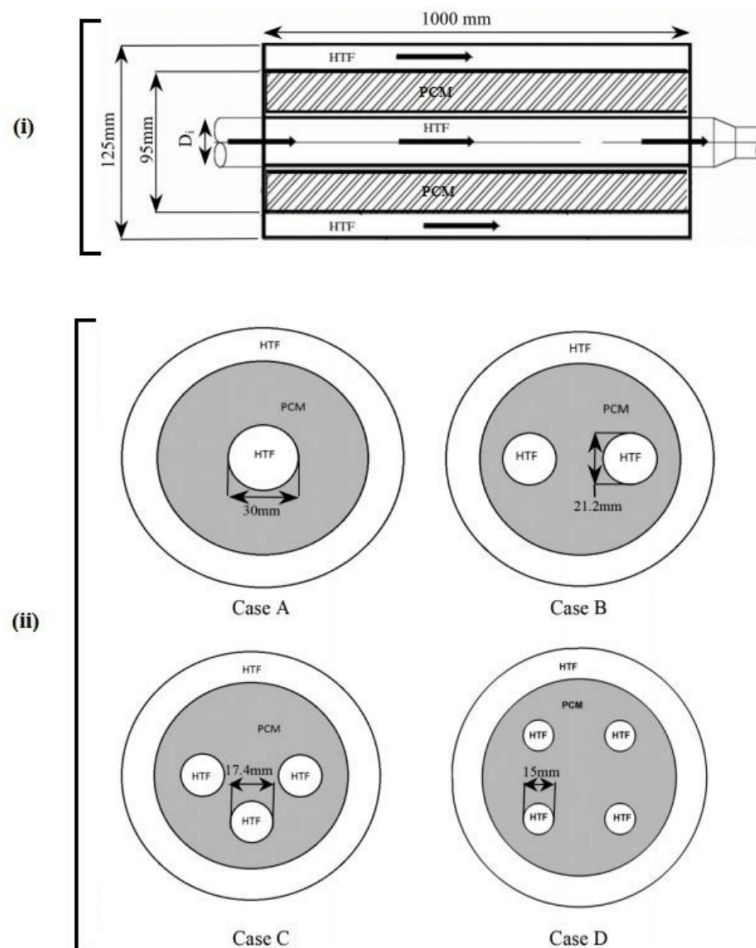 1000 mm
HTF
PCM
(i)
125mm
95mm
Di
HTF
PCM
HTF
HTF
HTF
PCM
PCM
HTF
HTF
HTF
30mm
21.2mm
Case A
Case B
(ii)
HTF
HTF
PCM
PCM
HTF
HTF
17.4mm
HTF
HTF
15mm
HTF
HTF
HTF
Case C
Case D